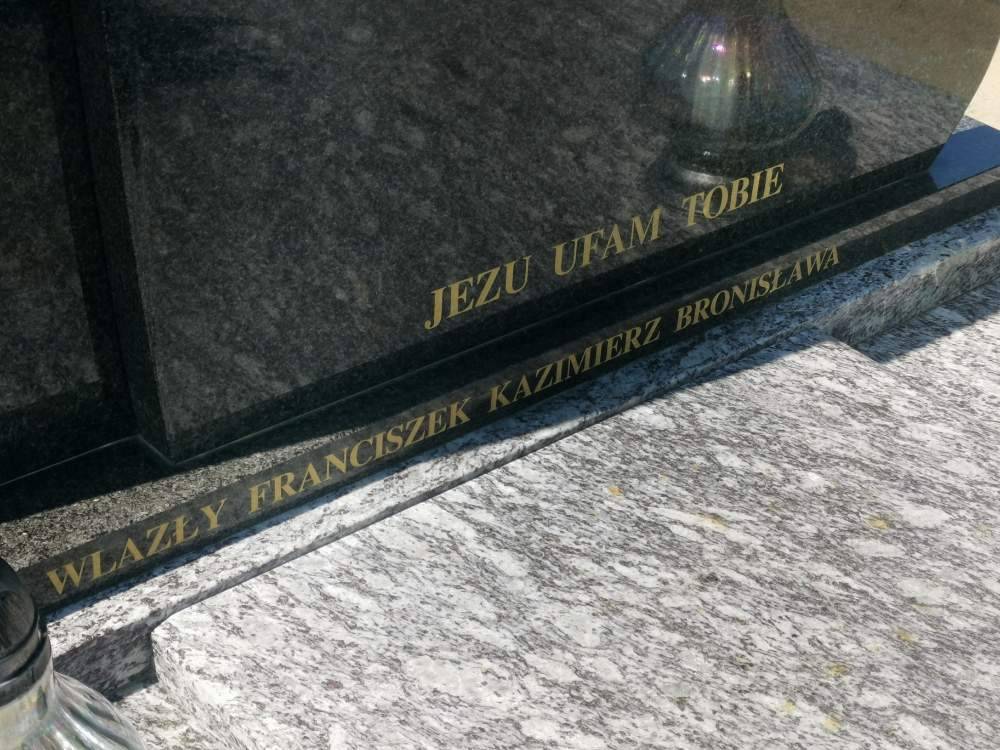 JEZU UFAM TOBIE
WLAZŁY FRANCISZEK KAZIMIERZ BRONISŁAWA